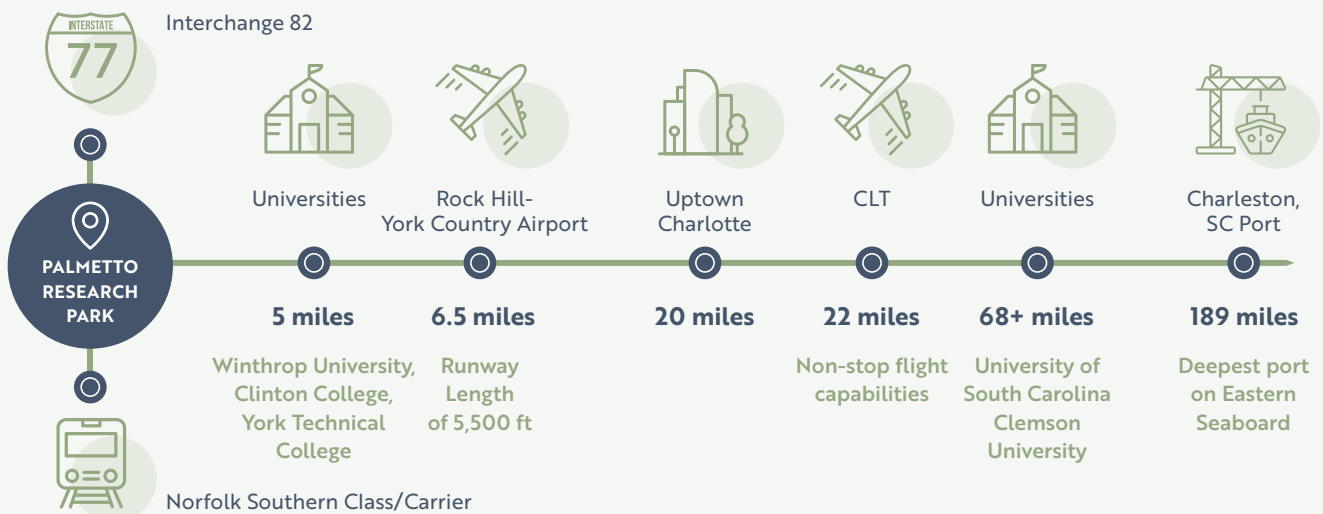 INTERSTATE
77
Interchange 82
PALMETTO
RESEARCH
PARK
Norfolk Southern Class/Carrier
Universities
5 miles
Winthrop University,
Clinton College,
York Technical
College
Rock Hill-
York Country Airport
6.5 miles
Runway
Length
of 5,500 ft
Uptown
Charlotte
20 miles
CLT
22 miles
Non-stop flight
capabilities
Universities
68+ miles
University of
South Carolina
Clemson
University
Charleston,
SC Port
189 miles
Deepest port
on Eastern
Seaboard